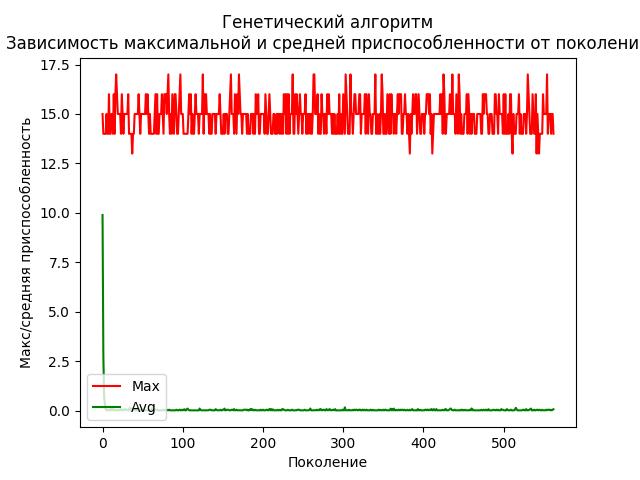 Генетический алгоритм
Зависимость максимальной и средней приспособленности от поколени
17.5
15.0
12.5
10.0
7.5
5.0
2.5
0.0
Макс/средняя приспособленность
Max
Avg
0 100 200 300 400 500
Поколение